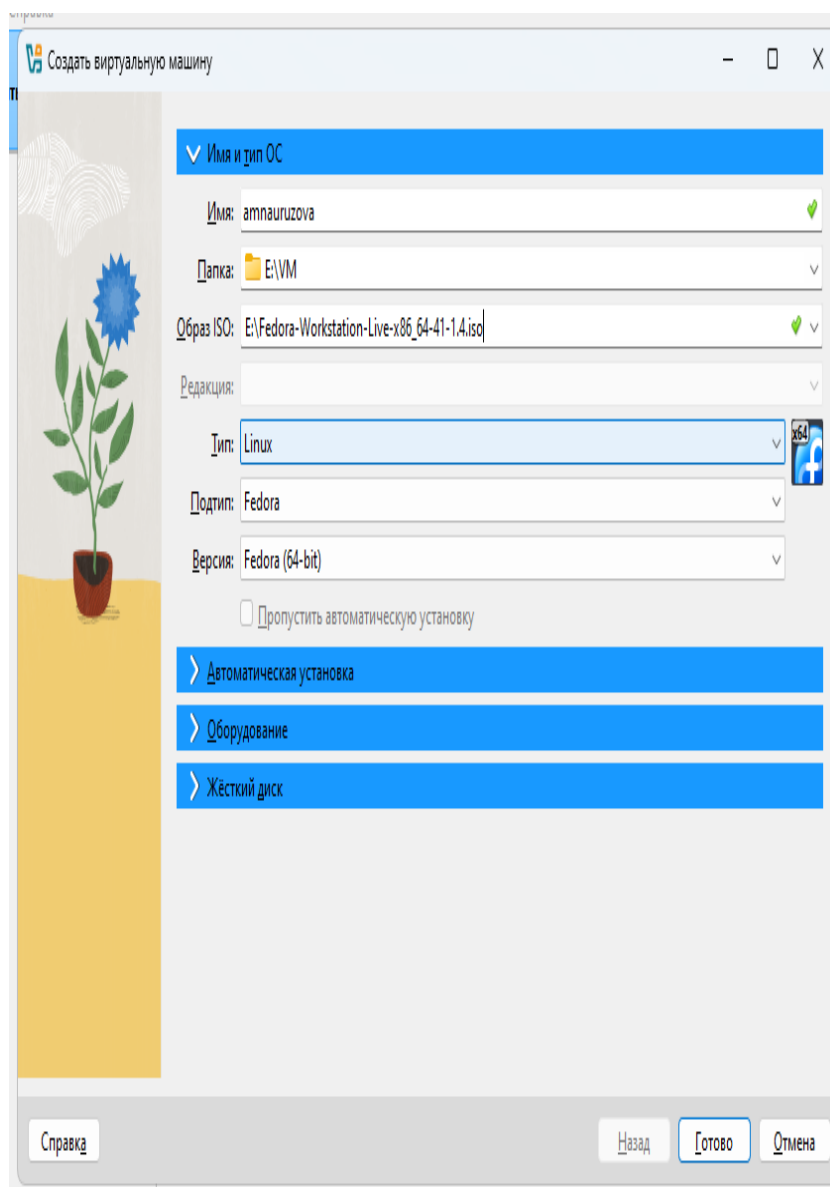 Создать виртуальную машину
Имя и тип ОС
Имя: amnauruzova
Папка: E:\VM
Образ ISO: E:\Fedora-Workstation-Live-x86_64-41-1.4.iso
Редакция:
Тип: Linux
x64
Подтип: Fedora
Версия: Fedora (64-bit)
Пропустить автоматическую установку
Автоматическая установка
Оборудование
Жёсткий диск
Справка Назад Готово Отмена